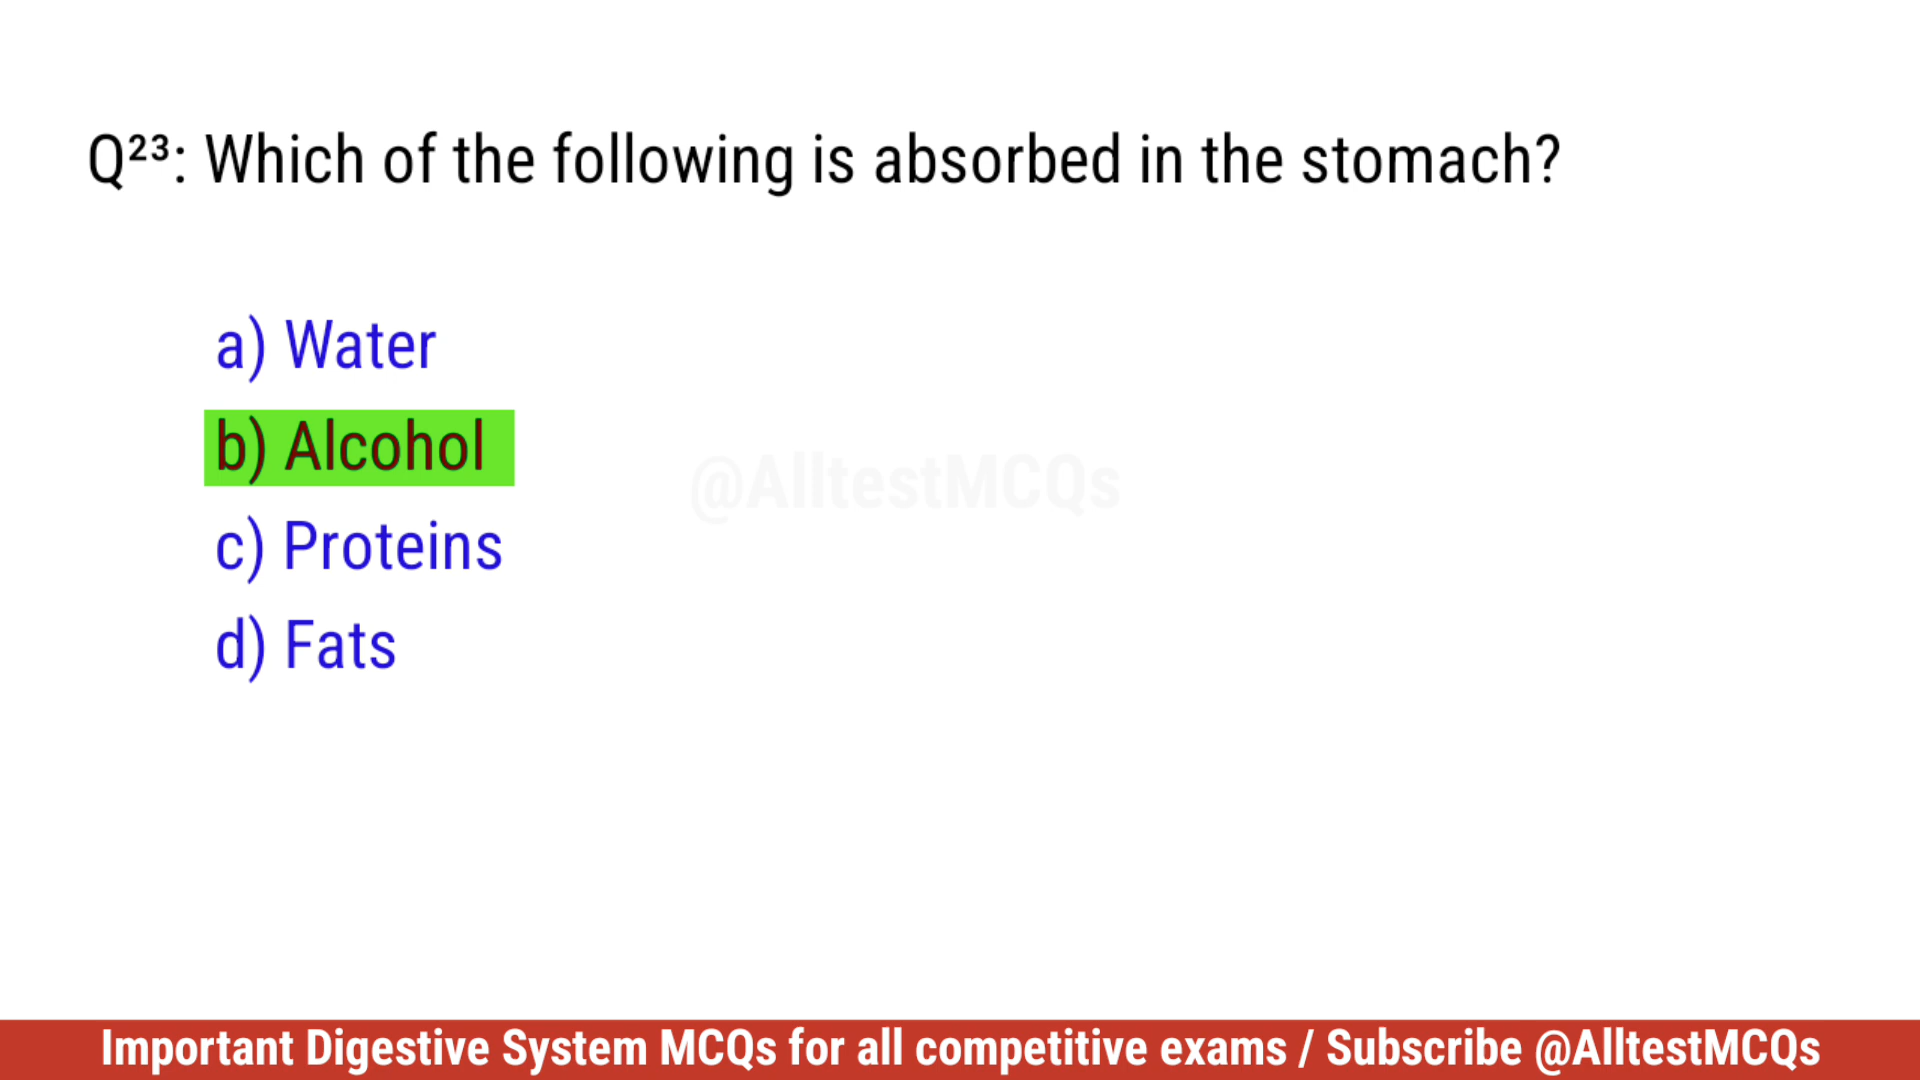 Q²³: Which of the following is absorbed in the stomach?
a) Water
b) Alcohol
@AlltestMCQs
c) Proteins
d) Fats
Important Digestive System MCQs for all competitive exams / Subscribe @AlltestMCQs